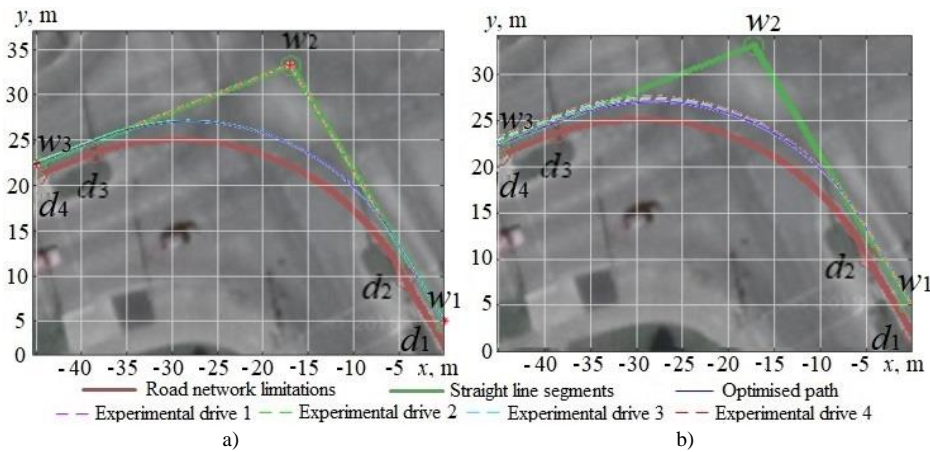 y, m
35
30
25
20
15
10
5
0
w2
w3
d4
d3
d2
w1
d1
-40 -35 -30 -25 -20 -15 -10 -5 x, m
y, m
35
30
25
20
15
10
5
0
w2
w3
d4
d3
d2
w1
d1
-40 -35 -30 -25 -20 -15 -10 -5 x, m
Road network limitations Straight line segments Optimised path
Experimental drive 1 Experimental drive 2 Experimental drive 3 Experimental drive 4
a) b)